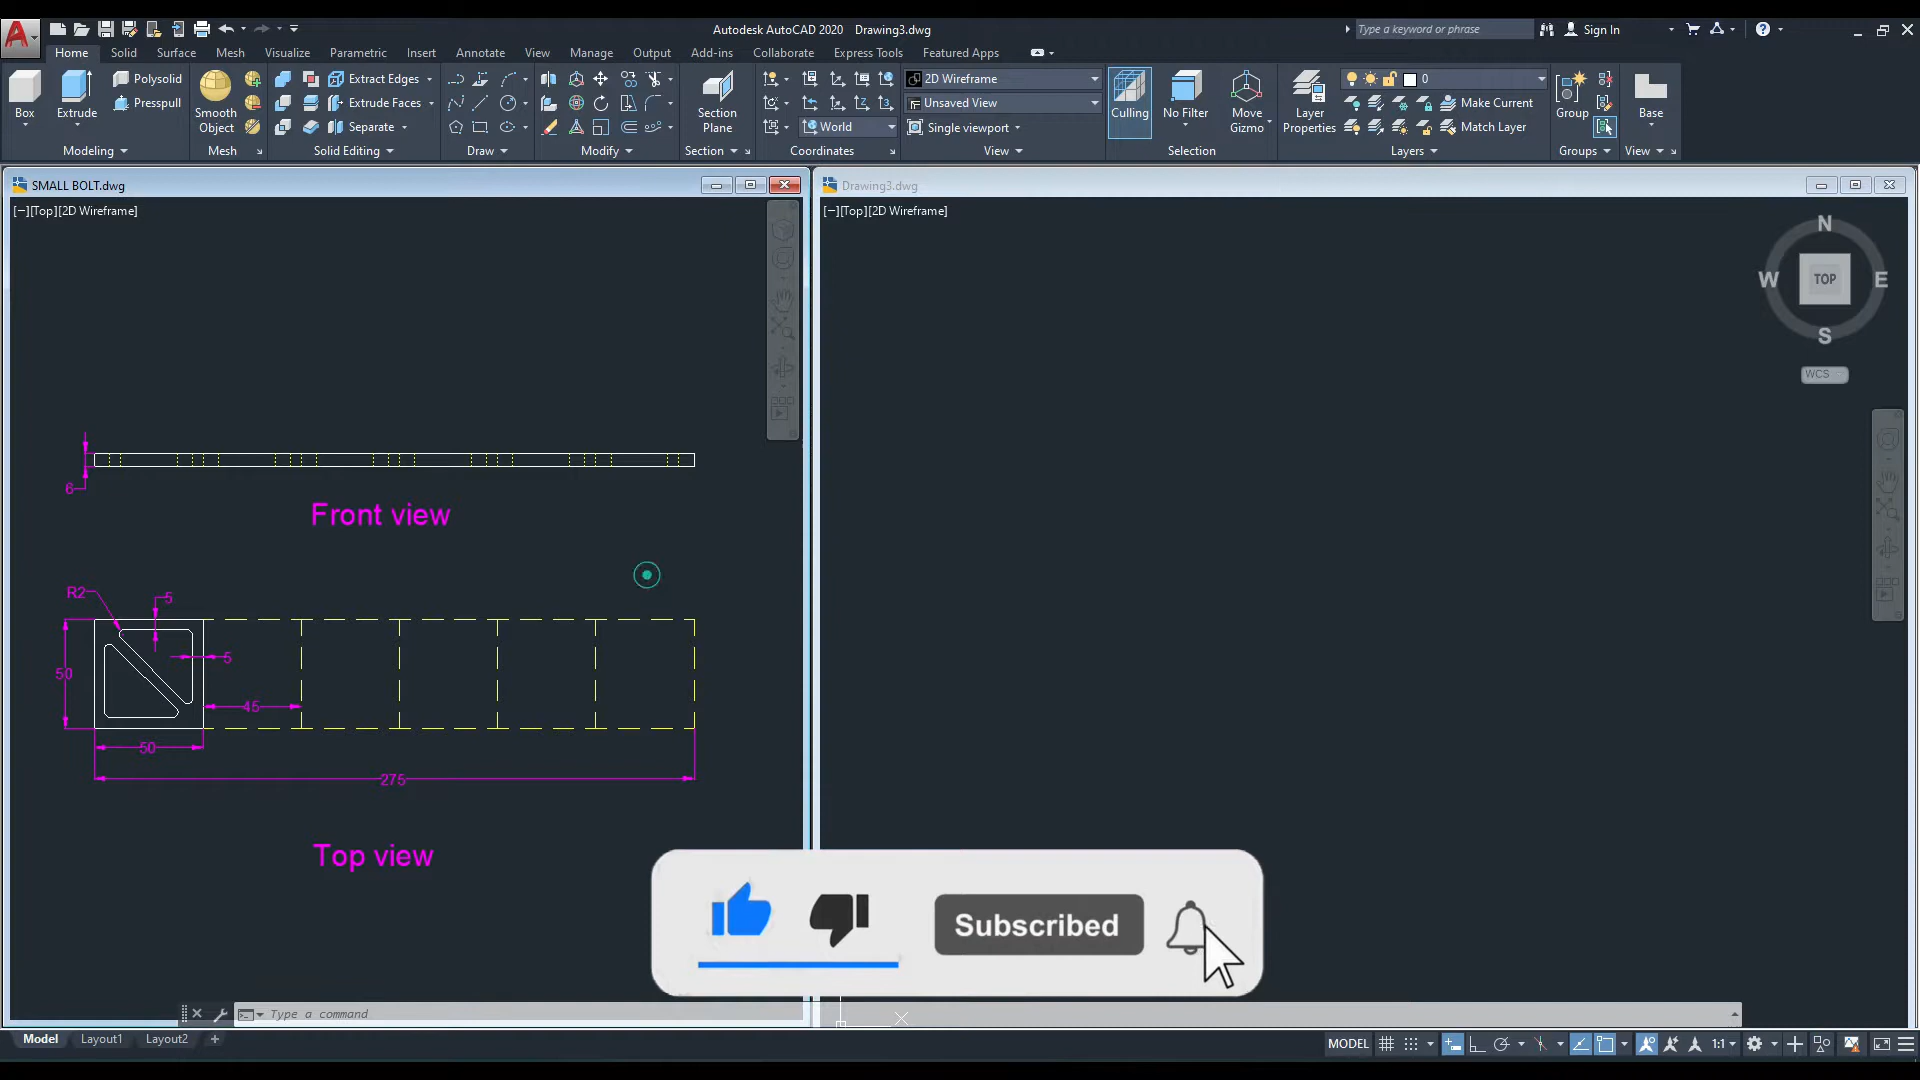 Autodesk AutoCAD 2020 Drawing3.dwg
Type a keyword or phrase
Sign In
Home Solid Surface Mesh Visualize Parametric Insert Annotate View Manage Output Add-ins Collaborate Express Tools Featured Apps
Box
Extrude
Polysolid
Presspull
Modeling
Smooth
Object
Mesh
Extract Edges
Extrude Faces
Separate
Solid Editing
Draw
Modify
Section
Plane
Section
World
Coordinates
2D Wireframe
Unsaved View
Single viewport
View
Culling
No Filter
Move
Gizmo
Selection
Layer
Properties
0
Make Current
Match Layer
Layers
Group
Groups
Base
View
SMALL BOLT.dwg
[−][Top][2D Wireframe]
6
Front view
R2
5
5
50
45
50
275
Top view
Drawing3.dwg
[−][Top][2D Wireframe]
N
W
TOP
E
S
WCS
Subscribed
Type a command
Model Layout1 Layout2 +
MODEL
1:1